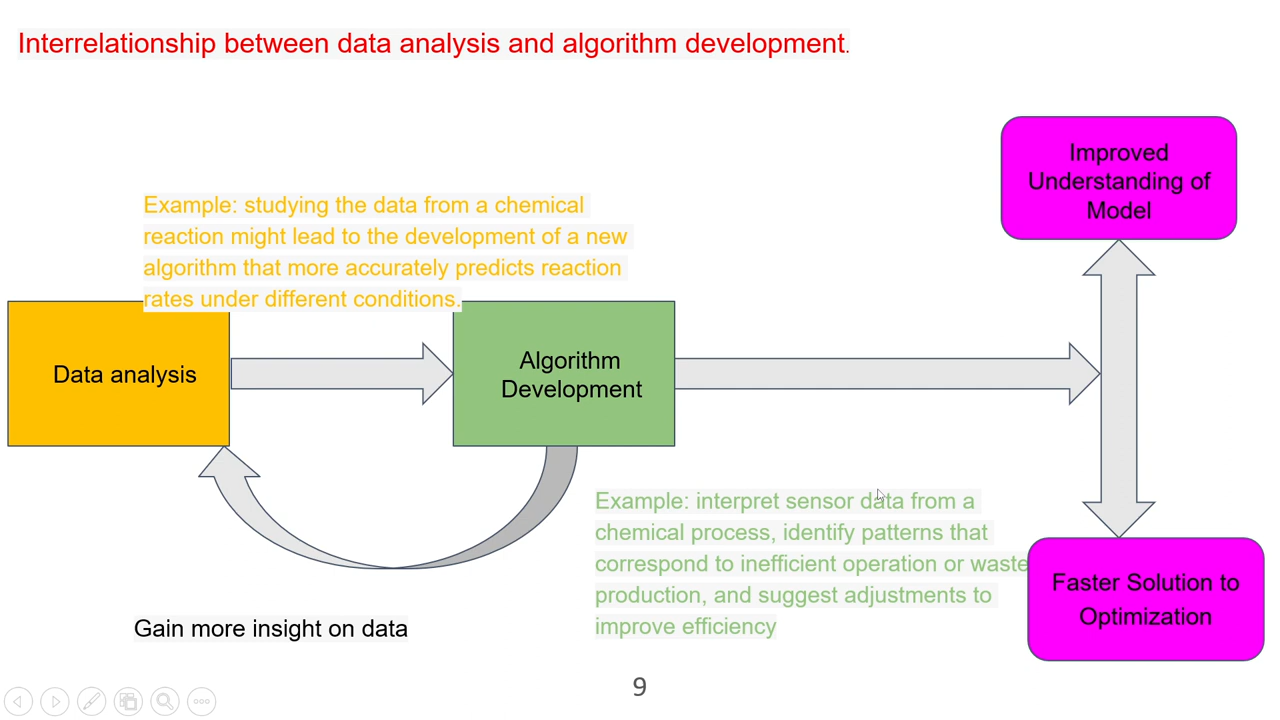 Interrelationship between data analysis and algorithm development.
Improved
Understanding of
Model
Example: studying the data from a chemical
reaction might lead to the development of a new
algorithm that more accurately predicts reaction
rates under different conditions.
Data analysis
Algorithm
Development
Example: interpret sensor data from a
chemical process, identify patterns that
correspond to inefficient operation or waste
production, and suggest adjustments to
improve efficiency
Faster Solution to
Optimization
Gain more insight on data
9